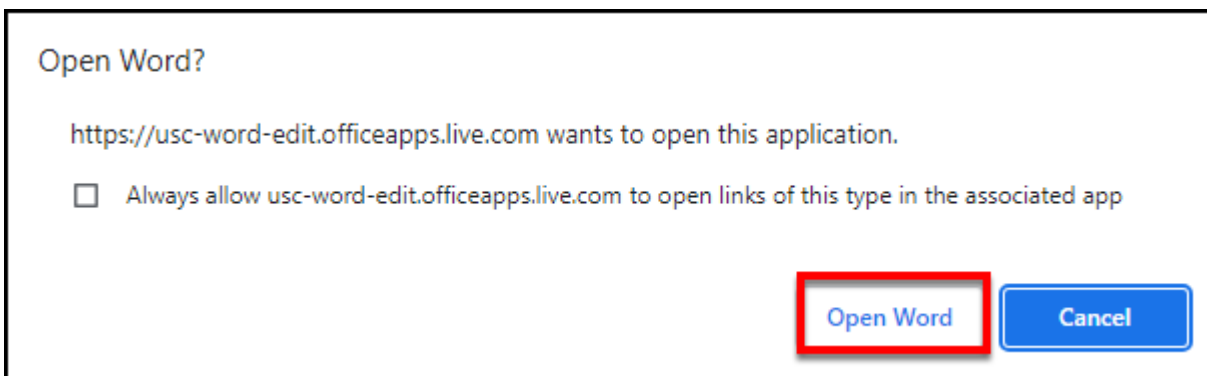 Open Word?
https://usc-word-edit.officeapps.live.com wants to open this application.
Always allow usc-word-edit.officeapps.live.com to open links of this type in the associated app
Open Word Cancel